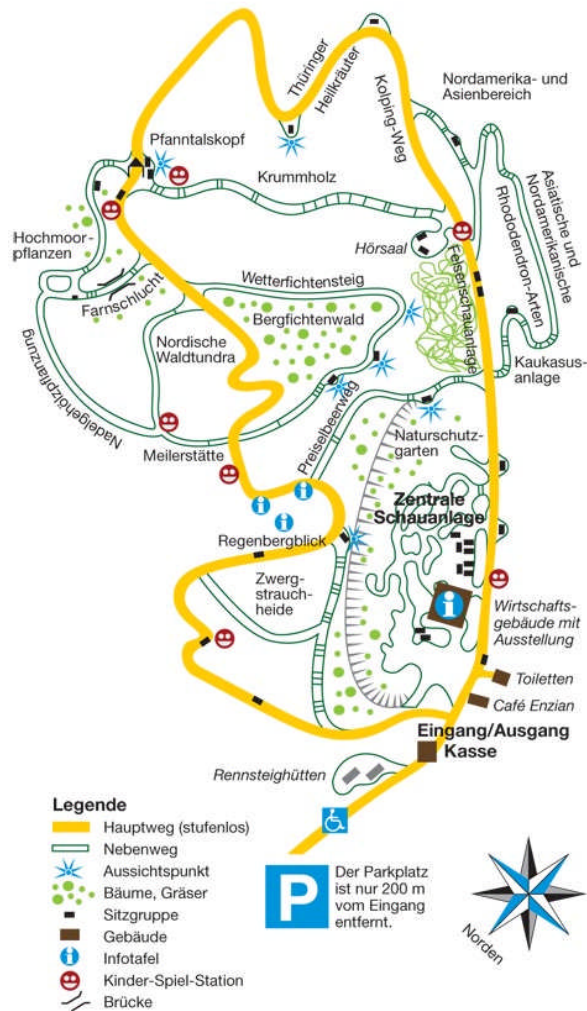 Thüringer
Heilkräuter
Kolping-Weg
Nordamerika- und
Asienbereich
Pfanntalskopf
Krummholz
Asiatische und
Nordamerikanische
Rhododendron-Arten
Hörsaal
Hochmoor-
pflanzen
Felsenschauanlage
Farnschlucht
Wetterfichtensteig
Bergfichtenwald
Nordische
Waldtundra
Nadelgehölzpflanzung
Kaukasus-
anlage
Preiselbeerweg
Meilerstätte
Naturschutz-
garten
Zentrale
Schauanlage
Regenbergblick
Zwerg-
strauch-
heide
Wirtschafts-
gebäude mit
Ausstellung
Toiletten
Café Enzian
Eingang/Ausgang
Kasse
Rennsteighütten
Legende
Hauptweg (stufenlos)
Nebenweg
Aussichtspunkt
Bäume, Gräser
Sitzgruppe
Gebäude
Infotafel
Kinder-Spiel-Station
Brücke
P
Der Parkplatz
ist nur 200 m
vom Eingang
entfernt.
Norden